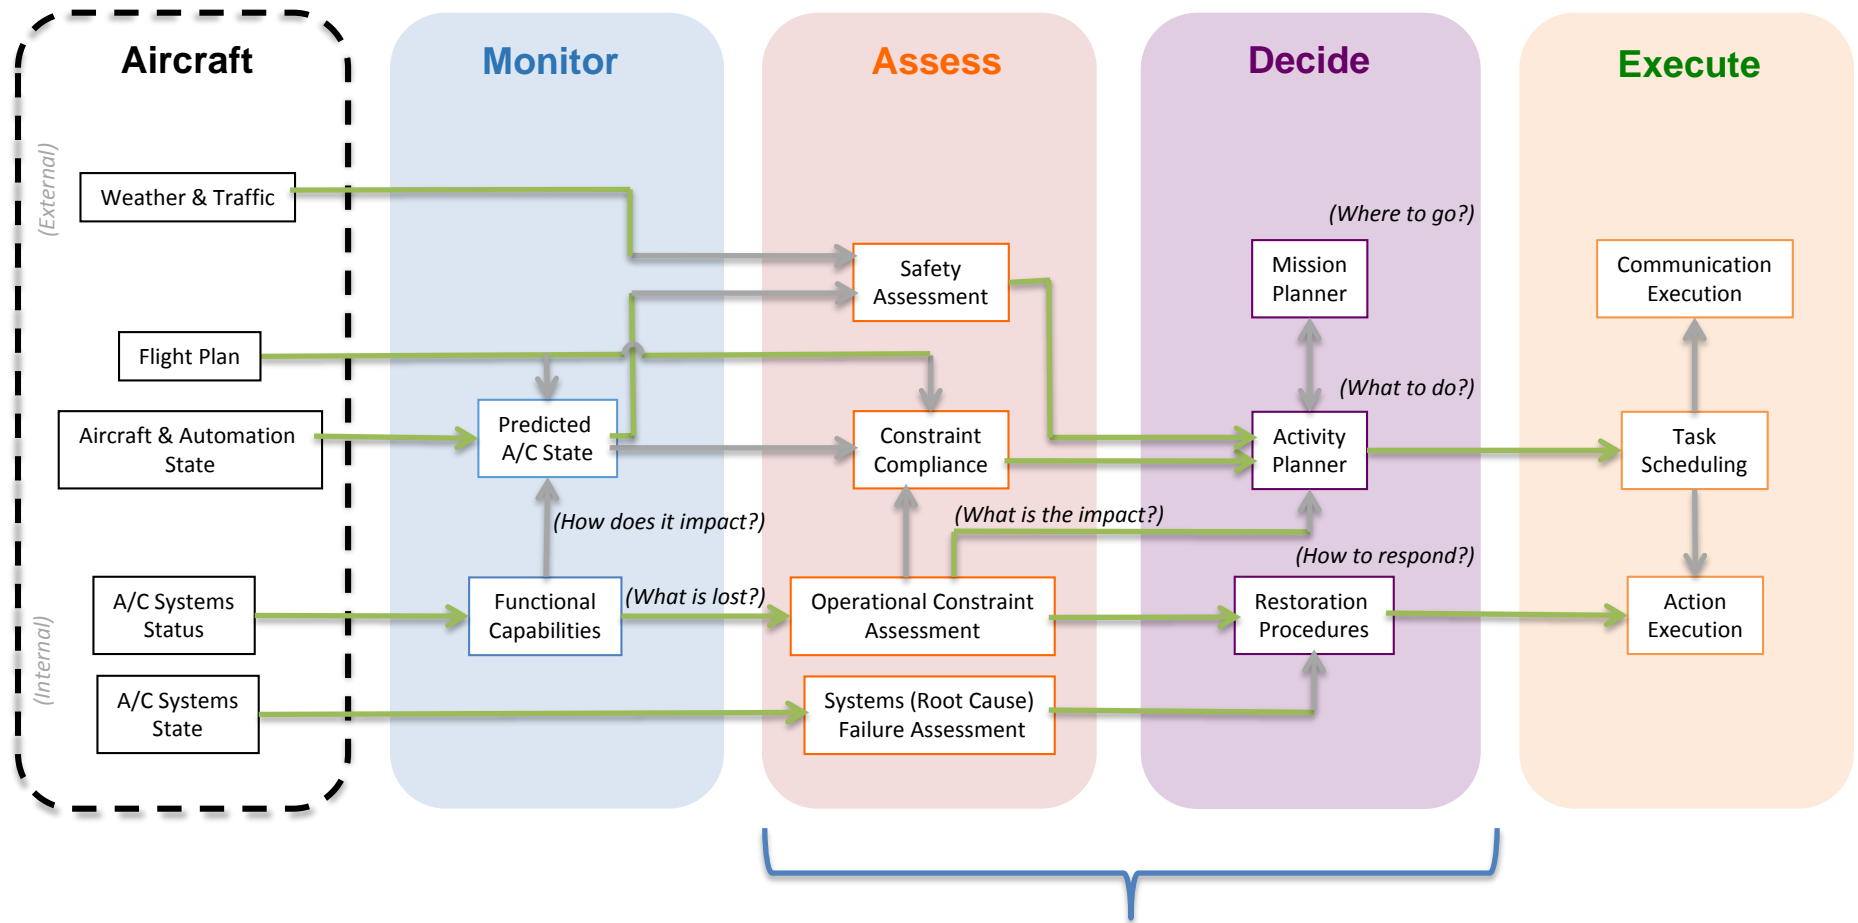 Aircraft
Monitor
Assess
Decide
Execute
(External)
Weather & Traffic
Flight Plan
Aircraft & Automation
State
(Internal)
A/C Systems
Status
A/C Systems
State
Predicted
A/C State
(How does it impact?)
Functional
Capabilities
(What is lost?)
Safety
Assessment
Constraint
Compliance
(What is the impact?)
Operational Constraint
Assessment
Systems (Root Cause)
Failure Assessment
(Where to go?)
Mission
Planner
(What to do?)
Activity
Planner
(How to respond?)
Restoration
Procedures
Communication
Execution
Task
Scheduling
Action
Execution